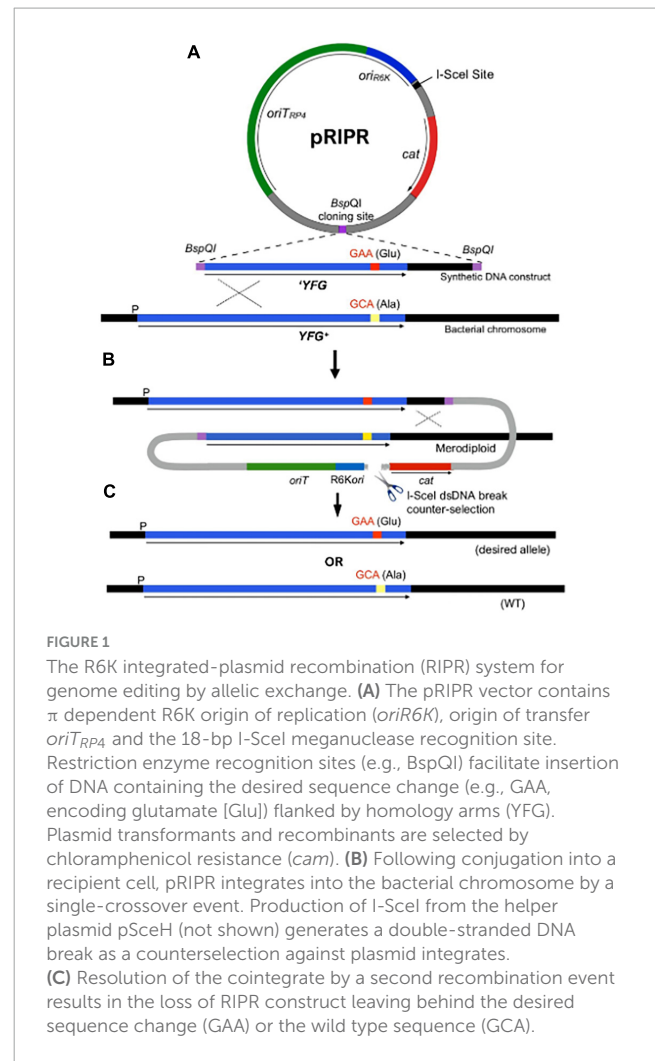 A
oriR6K
I-SceI Site
oriTRP4
pRIPR
cat
BspQI
cloning site
BspQI
BspQI
GAA (Glu)
Synthetic DNA construct
'YFG
GCA (Ala)
P
Bacterial chromosome
YFG+
B
P
Merodiploid
oriT
R6Kori
cat
I-SceI dsDNA break
counter-selection
C
GAA (Glu)
P
(desired allele)
OR
GCA (Ala)
P
(WT)
FIGURE 1
The R6K integrated-plasmid recombination (RIPR) system for
genome editing by allelic exchange. (A) The pRIPR vector contains
π dependent R6K origin of replication (oriR6K), origin of transfer
oriTRP4 and the 18-bp I-SceI meganuclease recognition site.
Restriction enzyme recognition sites (e.g., BspQI) facilitate insertion
of DNA containing the desired sequence change (e.g., GAA,
encoding glutamate [Glu]) flanked by homology arms (YFG).
Plasmid transformants and recombinants are selected by
chloramphenicol resistance (cam). (B) Following conjugation into a
recipient cell, pRIPR integrates into the bacterial chromosome by a
single-crossover event. Production of I-SceI from the helper
plasmid pSceH (not shown) generates a double-stranded DNA
break as a counterselection against plasmid integrates.
(C) Resolution of the cointegrate by a second recombination event
results in the loss of RIPR construct leaving behind the desired
sequence change (GAA) or the wild type sequence (GCA).